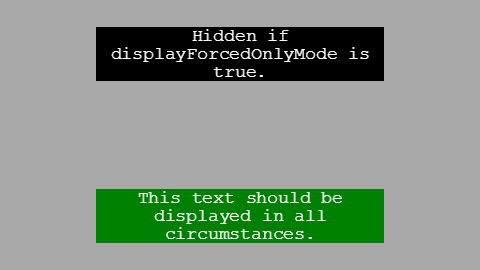 Hidden if
displayForcedOnlyMode is
true.
This text should be
displayed in all
circumstances.